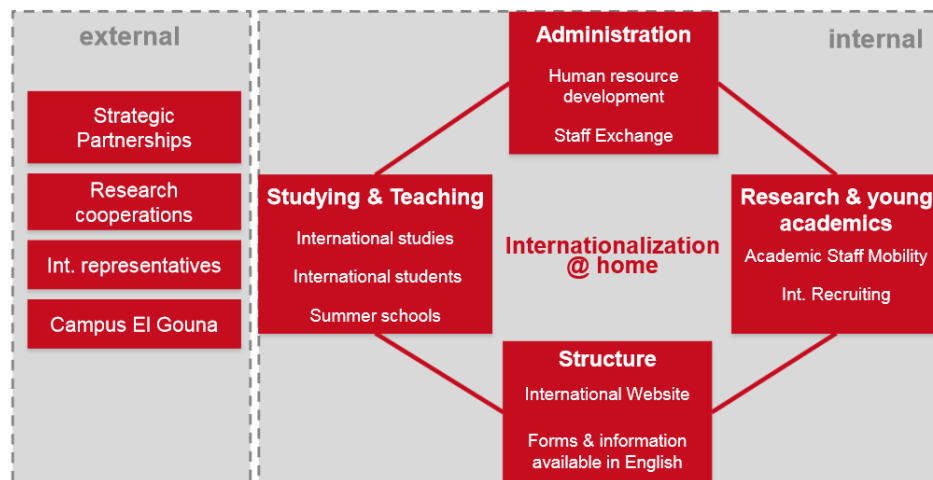 external
Strategic
Partnerships
Research
cooperations
Int. representatives
Campus El Gouna
internal
Administration
Human resource
development
Staff Exchange
Studying & Teaching
International studies
International students
Summer schools
Internationalization
@ home
Research & young
academics
Academic Staff Mobility
Int. Recruiting
Structure
International Website
Forms & information
available in English